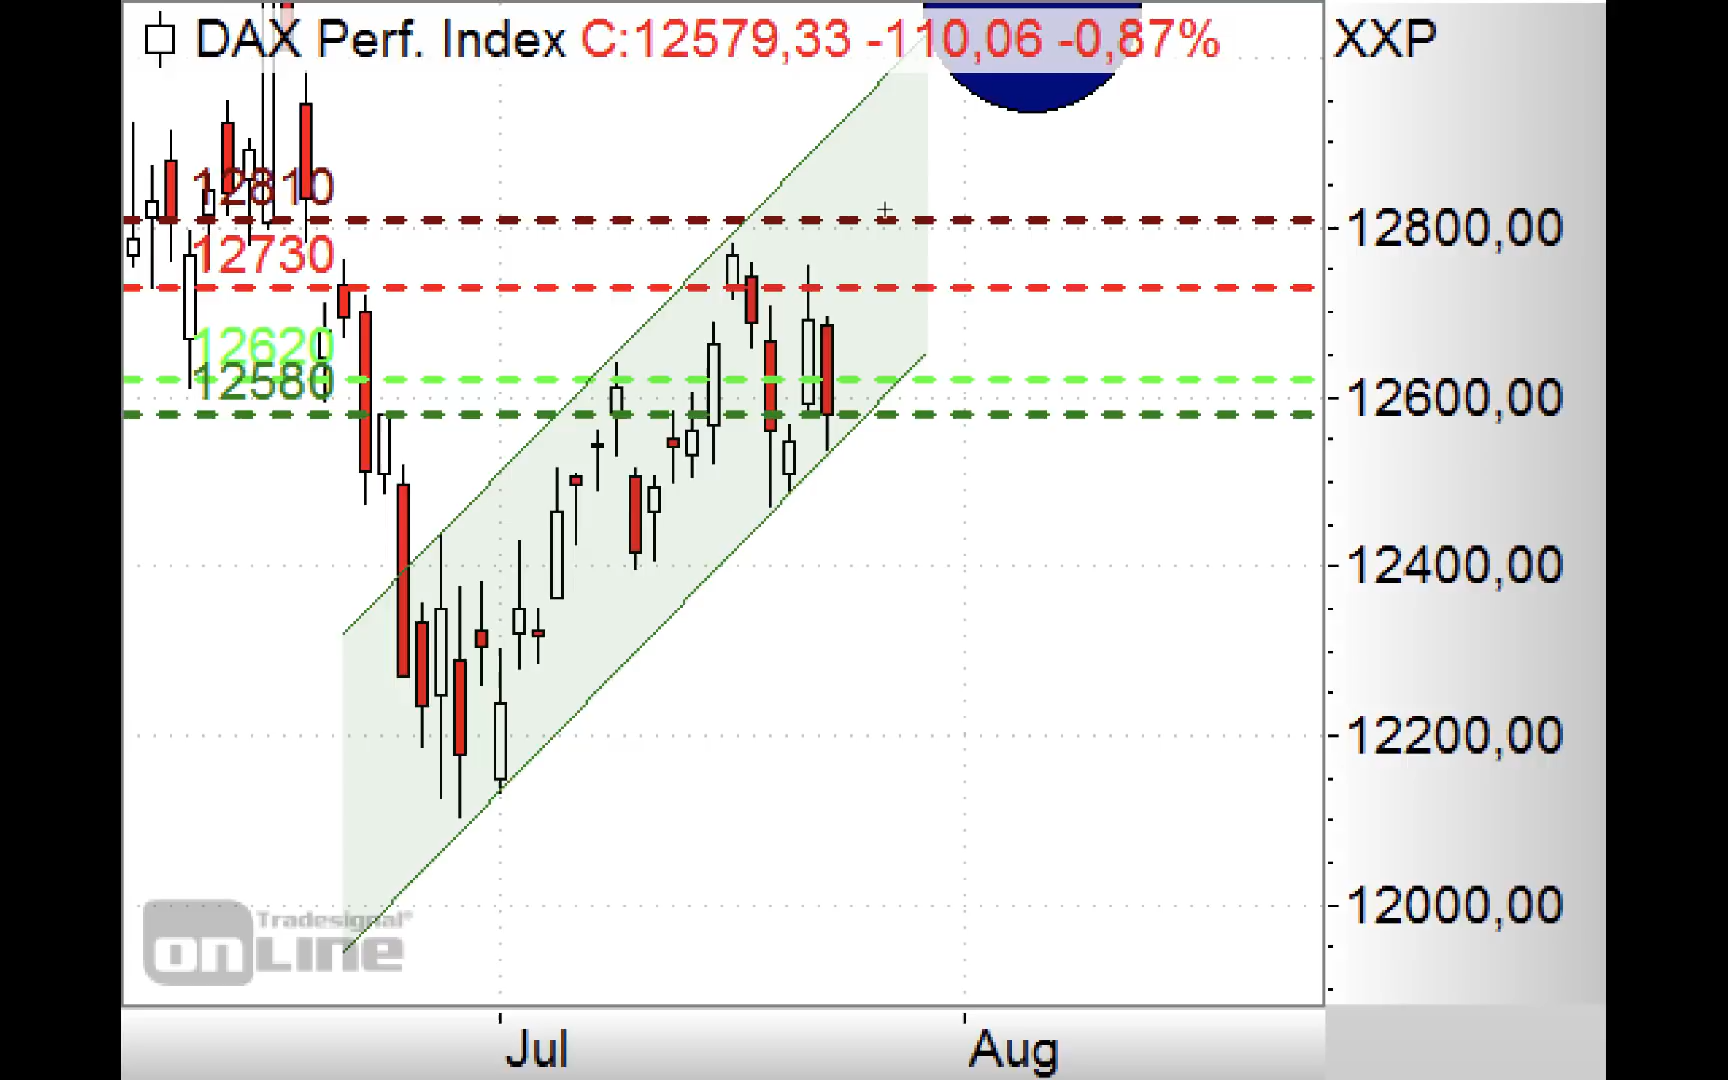 DAX Perf. Index C:12579,33 -110,06 -0,87%
XXP
12810
12730
12620
12580
12800,00
12600,00
12400,00
12200,00
12000,00
Tradesignal®
onLine
Jul
Aug